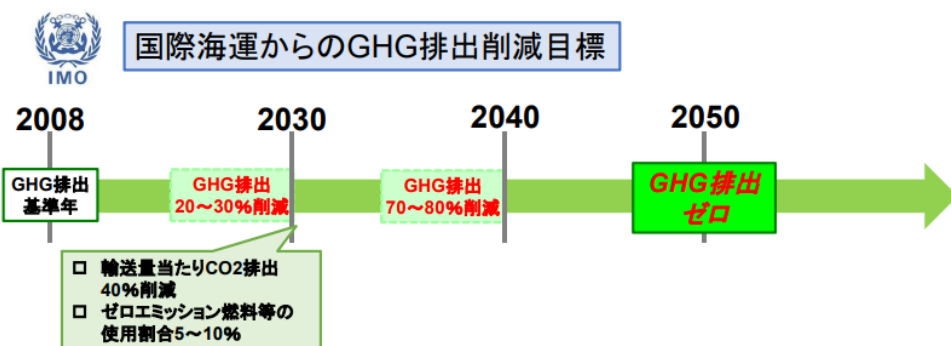 IMO
国際海運からのGHG排出削減目標
2008
2030
2040
2050
GHG排出
基準年
GHG排出
20～30%削減
GHG排出
70～80%削減
GHG排出
ゼロ
□ 輸送量当たりCO2排出
40%削減
□ ゼロエミッション燃料等の
使用割合5～10%